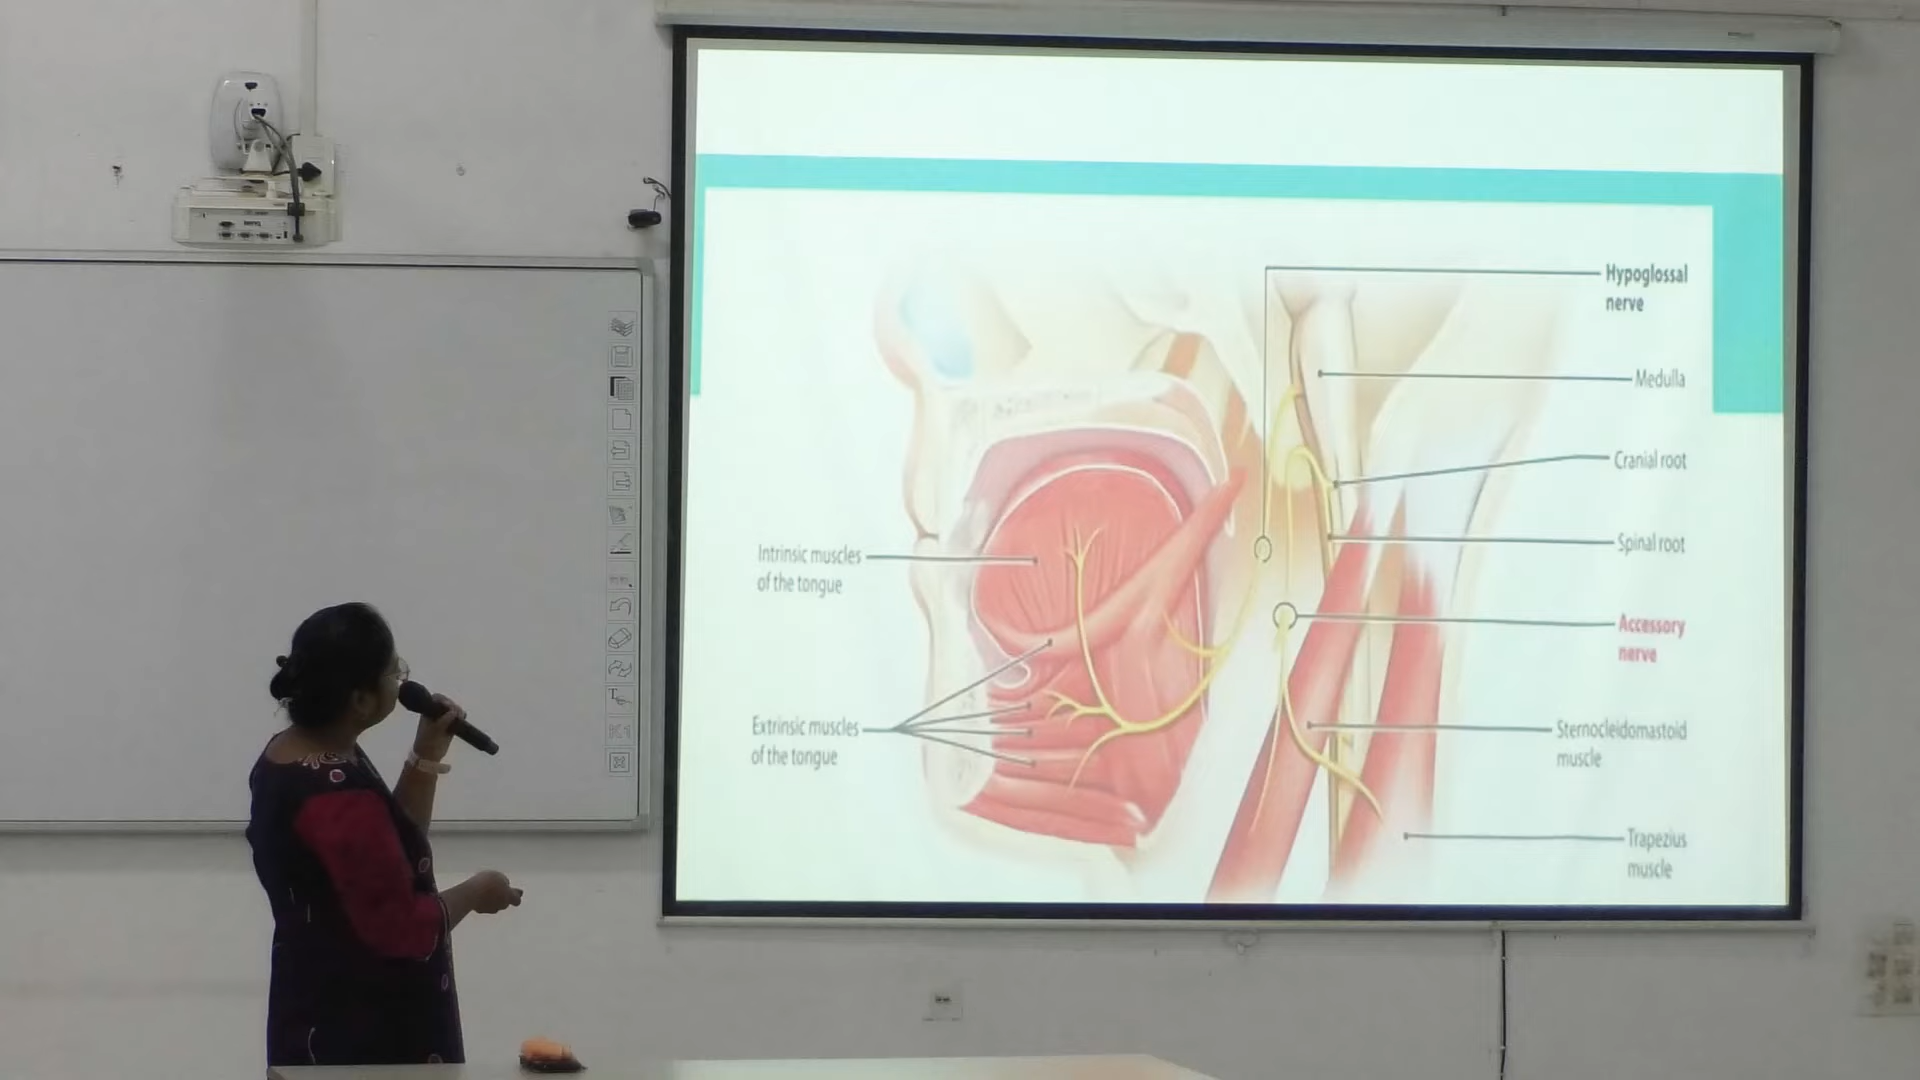 Hypoglossal
nerve
Medulla
Cranial root
Spinal root
Intrinsic muscles
of the tongue
Accessory
nerve
Extrinsic muscles
of the tongue
Sternocleidomastoid
muscle
Trapezius
muscle